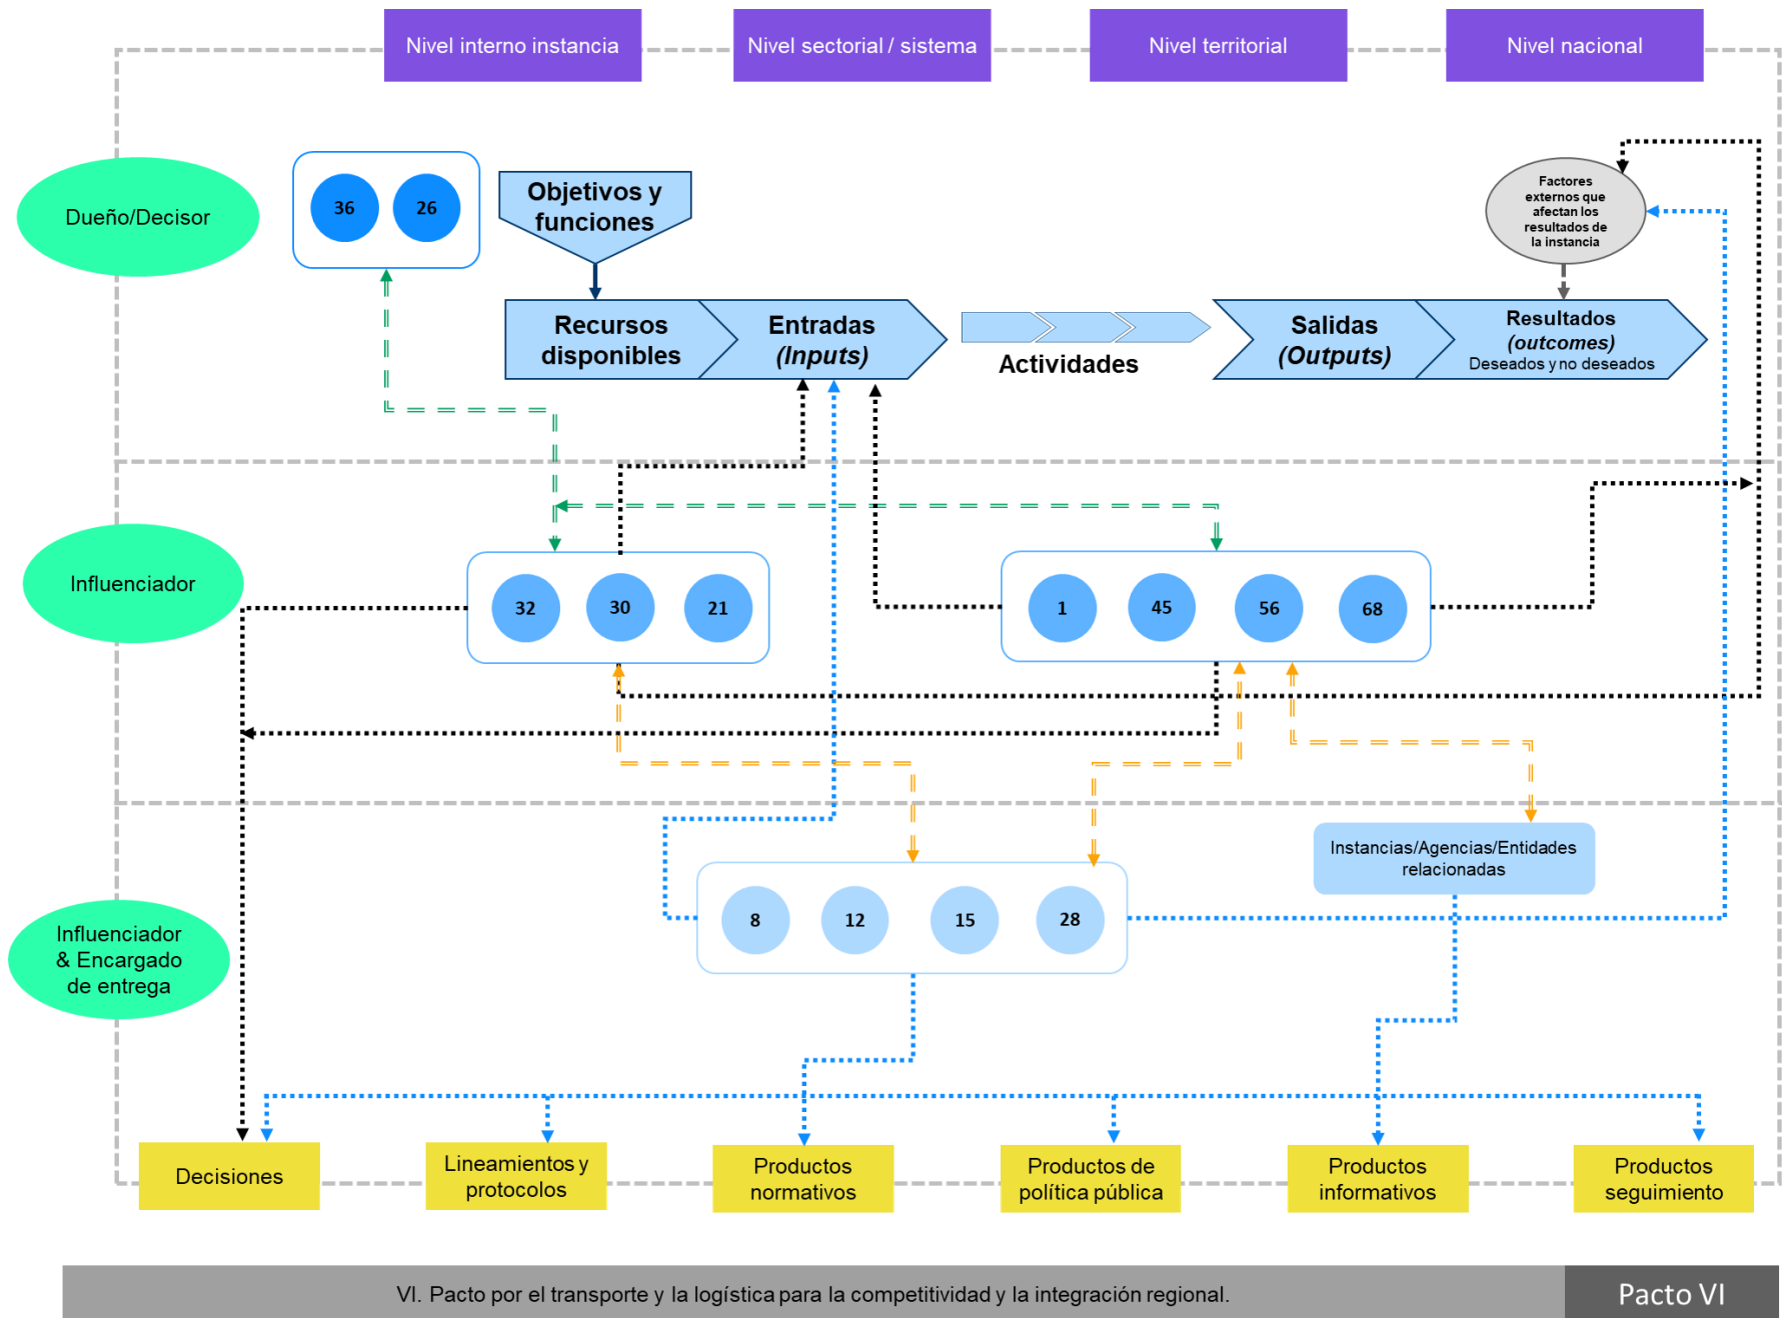 Nivel interno instancia
Nivel sectorial / sistema
Nivel territorial
Nivel nacional
Dueño/Decisor
36
26
Objetivos y
funciones
Factores
externos que
afectan los
resultados de
la instancia
Recursos
disponibles
Entradas
(Inputs)
Actividades
Salidas
(Outputs)
Resultados
(outcomes)
Deseados y no deseados
Influenciador
32
30
21
1
45
56
68
Instancias/Agencias/Entidades
relacionadas
Influenciador
& Encargado
de entrega
8
12
15
28
Decisiones
Lineamientos y
protocolos
Productos
normativos
Productos de
política pública
Productos
informativos
Productos
seguimiento
VI. Pacto por el transporte y la logística para la competitividad y la integración regional.
Pacto VI